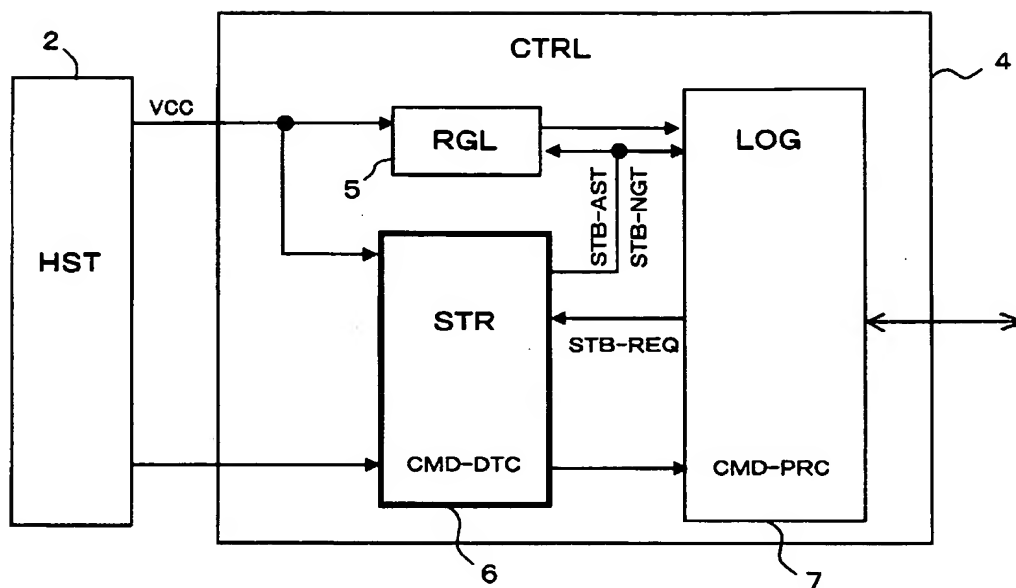 2
CTRL
4
VCC
RGL
LOG
5
STB-AST
STB-NGT
HST
STR
STB-REQ
CMD-DTC
CMD-PRC
6
7